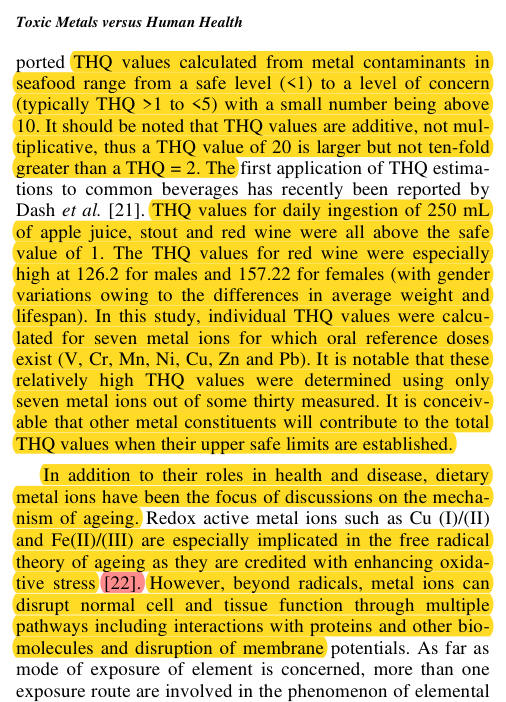 Toxic Metals versus Human Health
ported THQ values calculated from metal contaminants in
seafood range from a safe level (<1) to a level of concern
(typically THQ >1 to <5) with a small number being above
10. It should be noted that THQ values are additive, not mul-
tiplicative, thus a THQ value of 20 is larger but not ten-fold
greater than a THQ = 2. The first application of THQ estima-
tions to common beverages has recently been reported by
Dash et al. [21]. THQ values for daily ingestion of 250 mL
of apple juice, stout and red wine were all above the safe
value of 1. The THQ values for red wine were especially
high at 126.2 for males and 157.22 for females (with gender
variations owing to the differences in average weight and
lifespan). In this study, individual THQ values were calcu-
lated for seven metal ions for which oral reference doses
exist (V, Cr, Mn, Ni, Cu, Zn and Pb). It is notable that these
relatively high THQ values were determined using only
seven metal ions out of some thirty measured. It is conceiv-
able that other metal constituents will contribute to the total
THQ values when their upper safe limits are established.
In addition to their roles in health and disease, dietary
metal ions have been the focus of discussions on the mecha-
nism of ageing. Redox active metal ions such as Cu (I)/(II)
and Fe(II)/(III) are especially implicated in the free radical
theory of ageing as they are credited with enhancing oxida-
tive stress [22]. However, beyond radicals, metal ions can
disrupt normal cell and tissue function through multiple
pathways including interactions with proteins and other bio-
molecules and disruption of membrane potentials. As far as
mode of exposure of element is concerned, more than one
exposure route are involved in the phenomenon of elemental